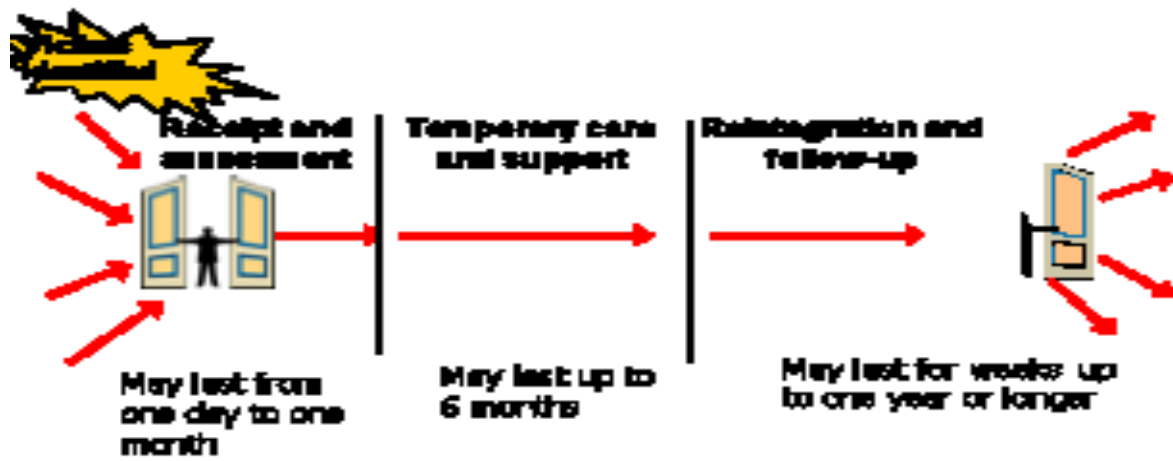 Receipt and
assessment
Temporary care
and support
Reintegration and
follow-up
May last from
one day to one
month
May last up to
6 months
May last for weeks up
to one year or longer